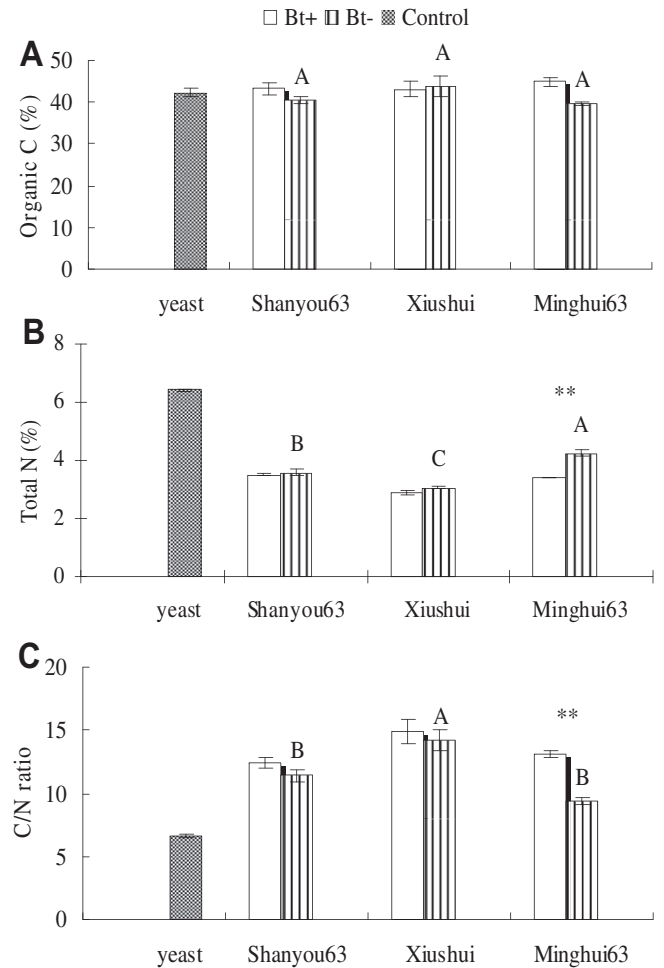 Bt+ Bt- Control
A
Organic C (%)
50
40
30
20
10
0
A
A
A
yeast Shanyou63 Xiushui Minghui63
B
Total N (%)
8
6
4
2
0
B
C
**
A
yeast Shanyou63 Xiushui Minghui63
C
C/N ratio
20
15
10
5
0
B
A
**
B
yeast Shanyou63 Xiushui Minghui63